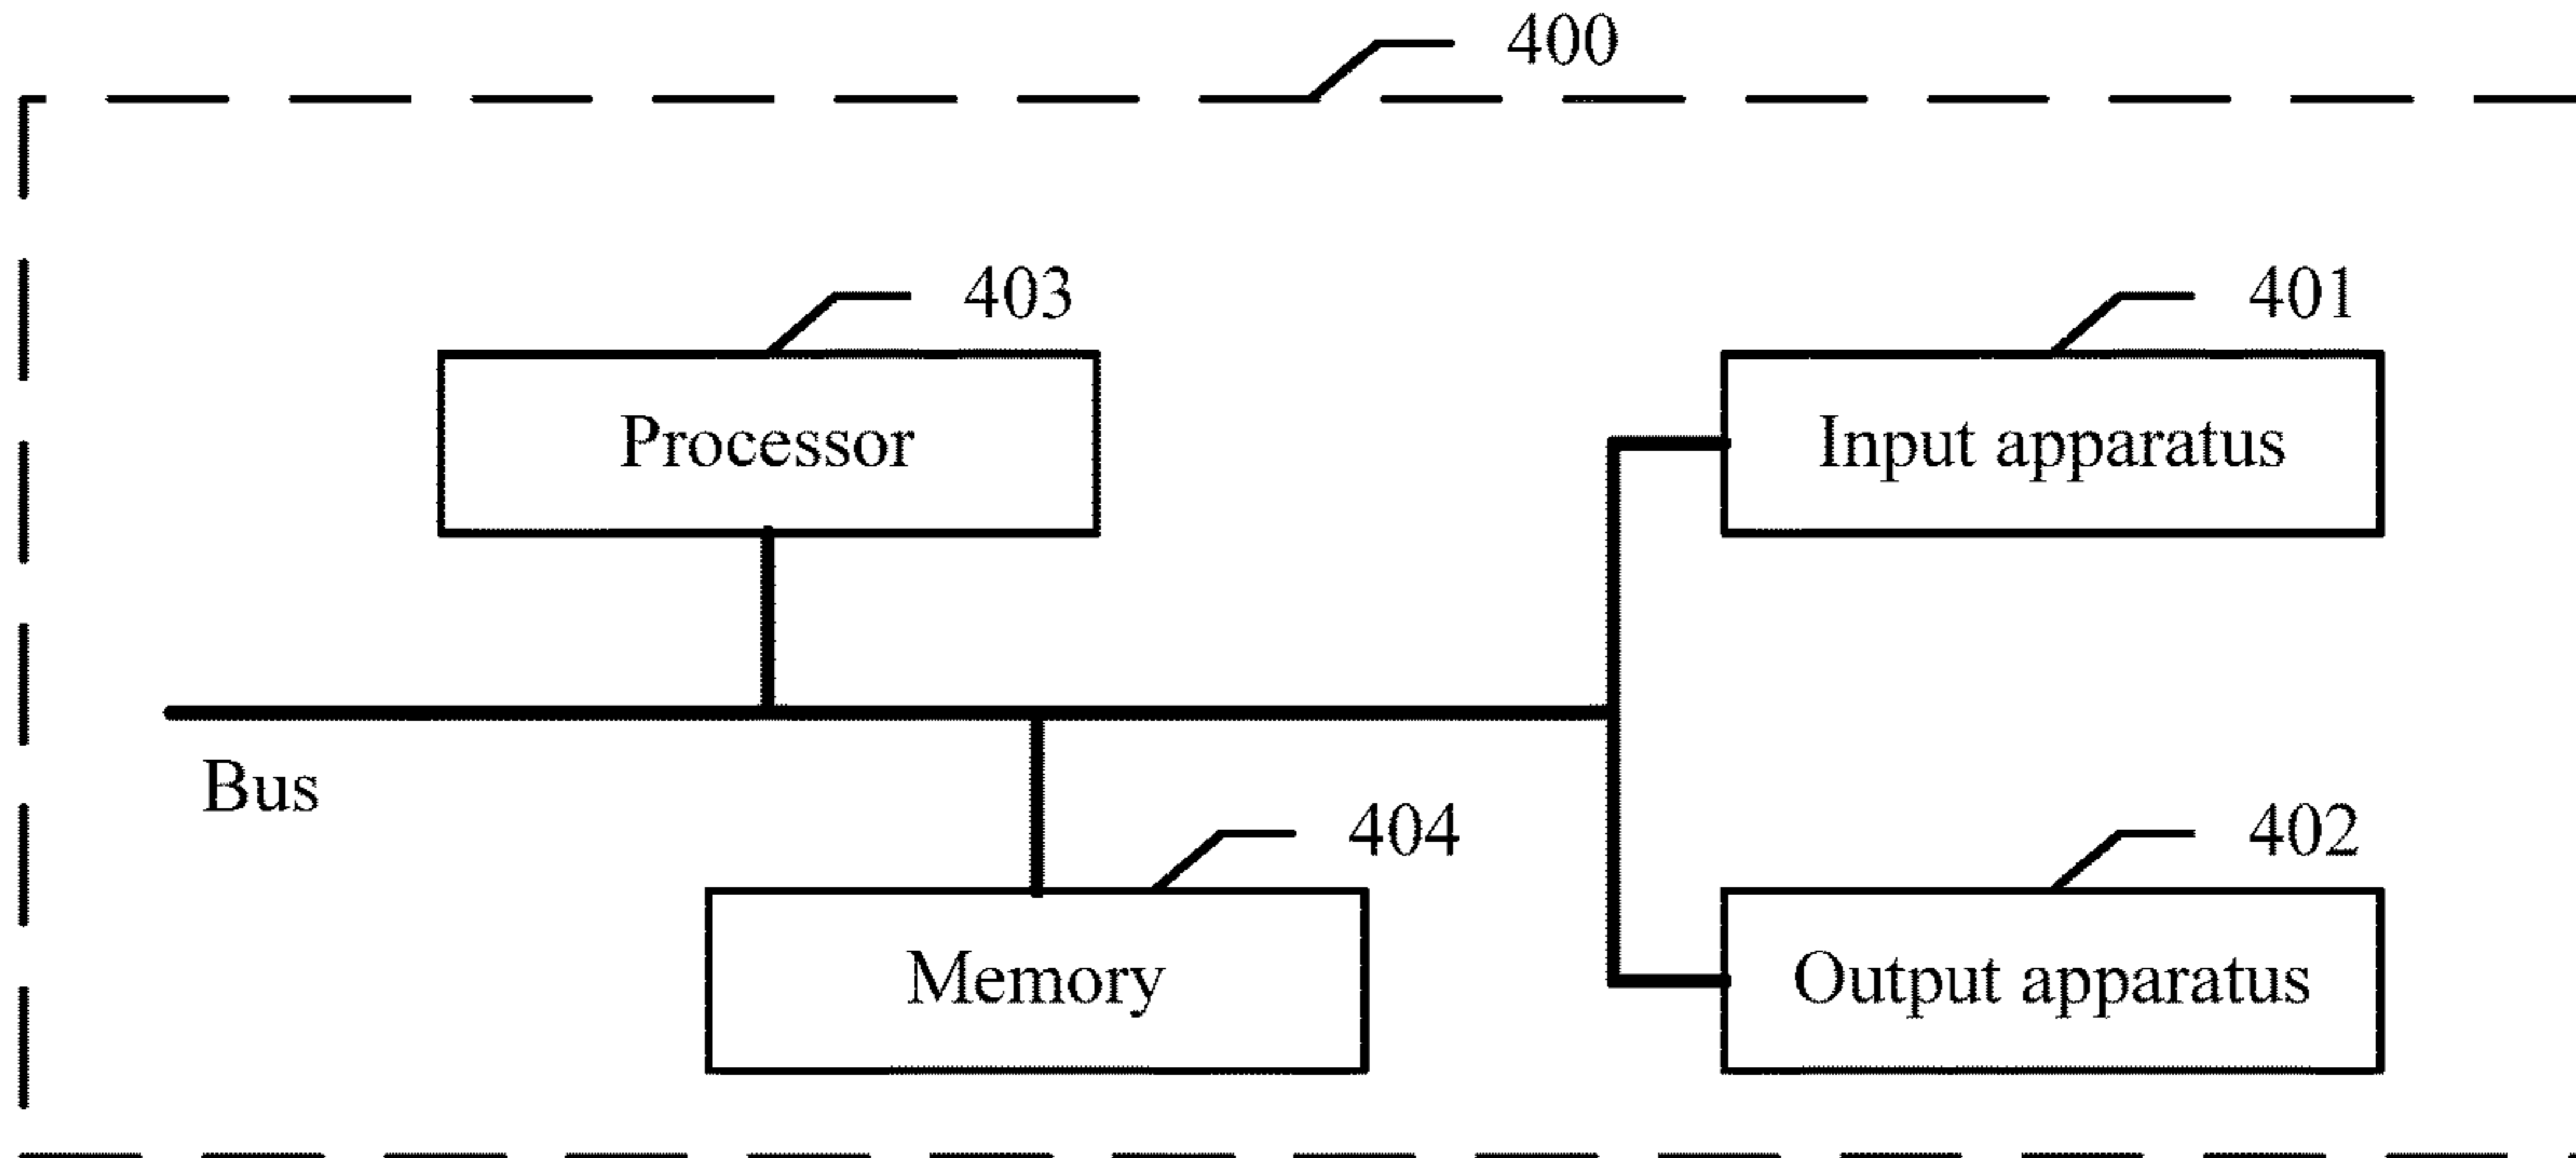 400
403
401
Processor
Input apparatus
Bus
404
402
Memory
Output apparatus